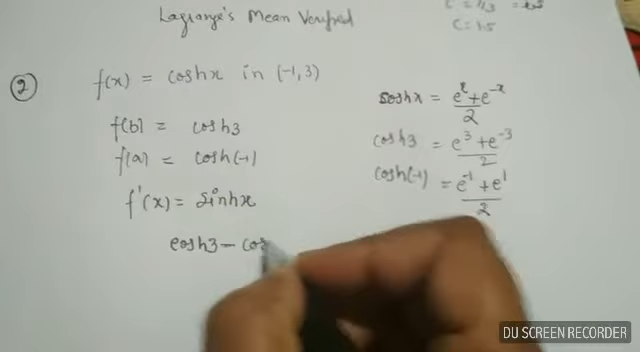 Lagrange's Mean Verified
C = 1.5
② f(x) = coshx in (-1,3)
f(b) = cosh3
f(a) = cosh(-1)
f'(x) = sinhx
cosh3 - cos
coshx = (e^x + e^-x)/2
cosh3 = (e^3 + e^-3)/2
cosh(-1) = (e^-1 + e^1)/2
DU SCREEN RECORDER